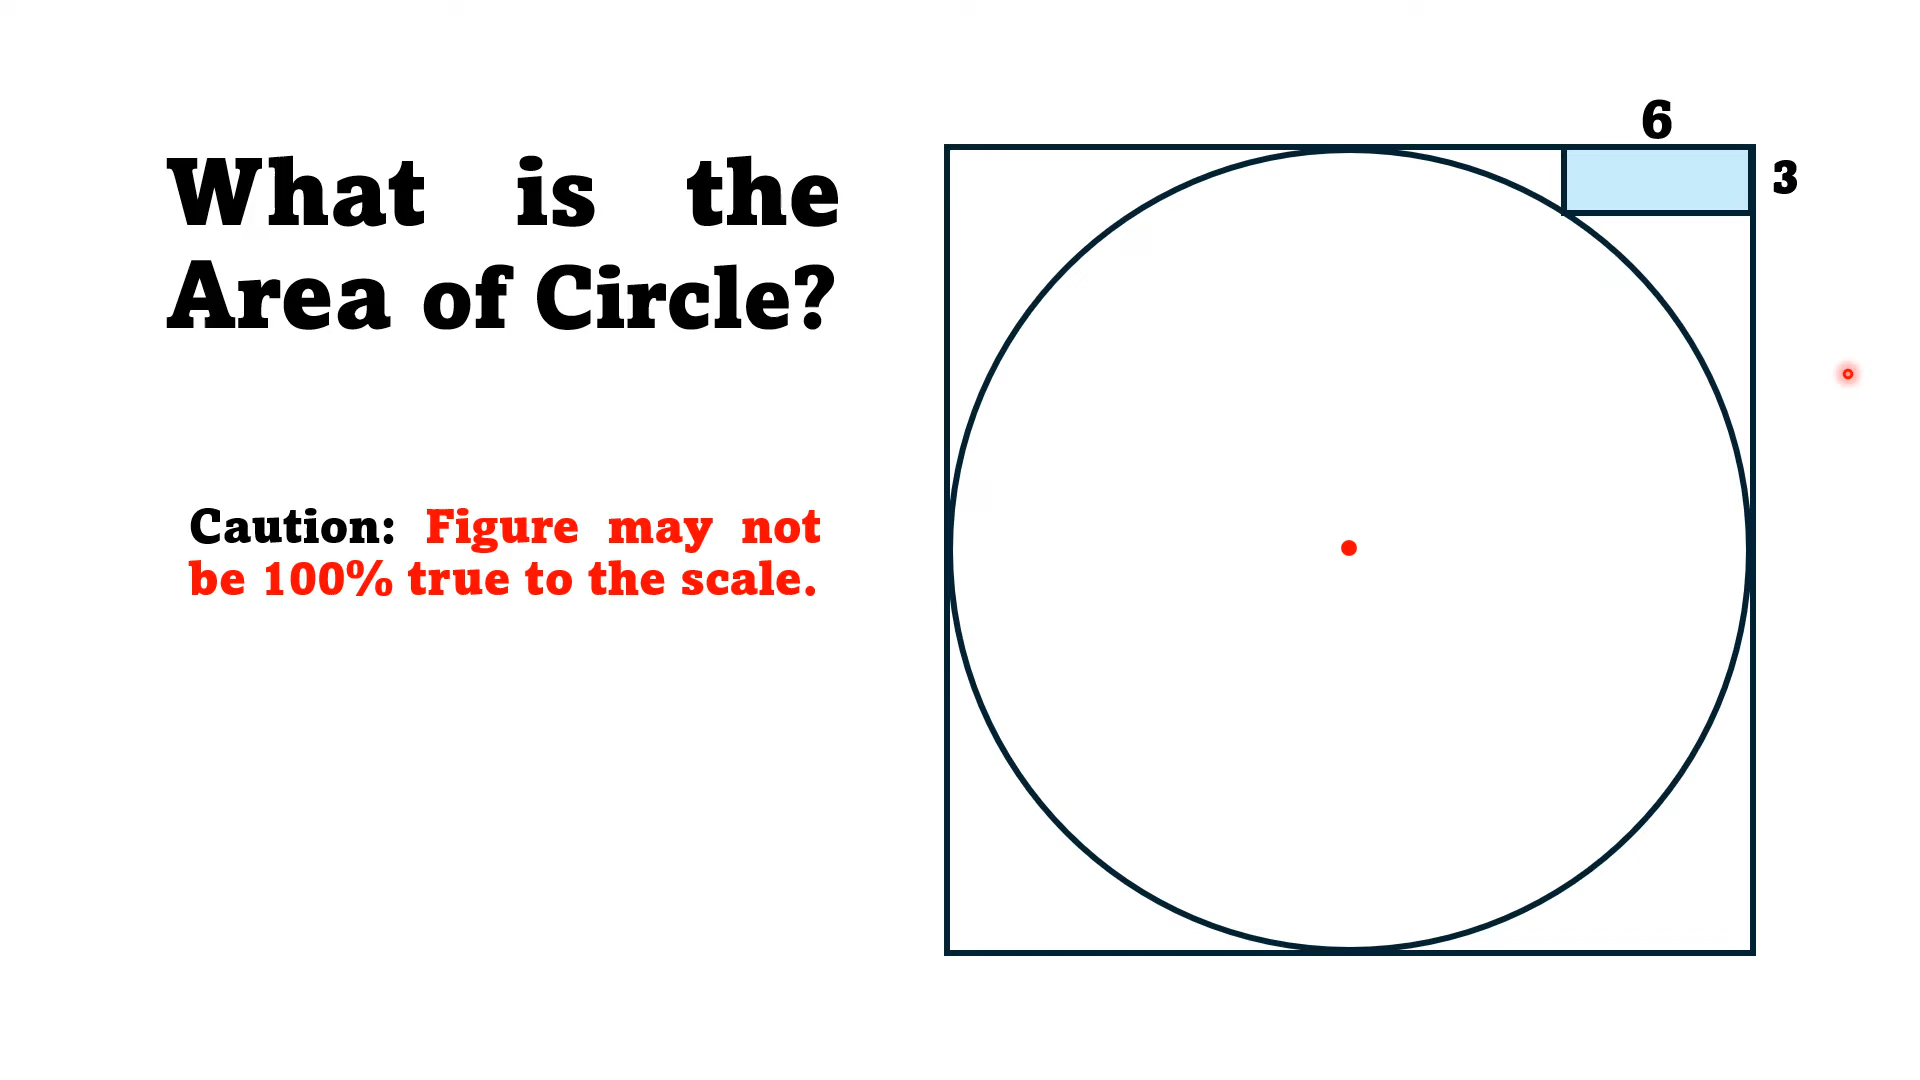 What is the
Area of Circle?
Caution: Figure may not
be 100% true to the scale.
6
3